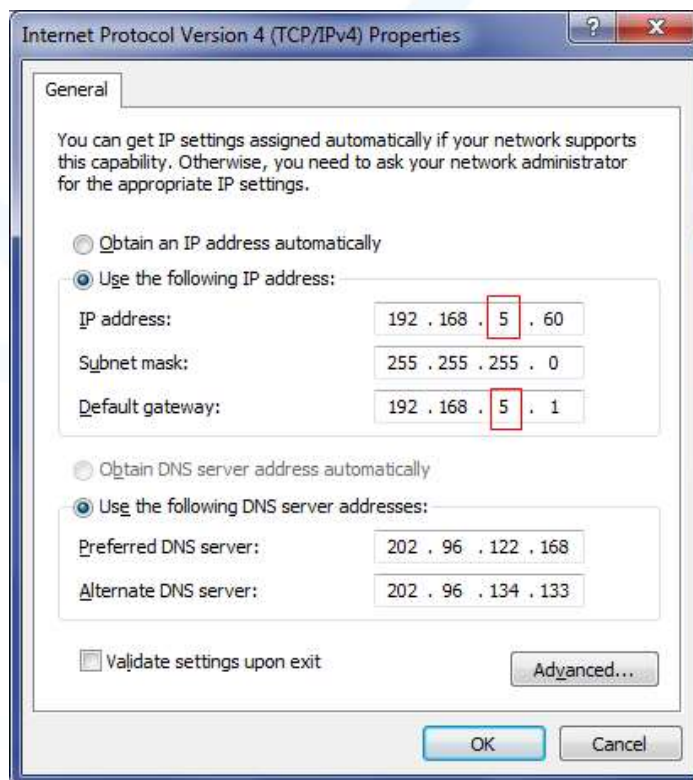 Internet Protocol Version 4 (TCP/IPv4) Properties
General
You can get IP settings assigned automatically if your network supports
this capability. Otherwise, you need to ask your network administrator
for the appropriate IP settings.
Obtain an IP address automatically
Use the following IP address:
IP address: 192 . 168 . 5 . 60
Subnet mask: 255 . 255 . 255 . 0
Default gateway: 192 . 168 . 5 . 1
Obtain DNS server address automatically
Use the following DNS server addresses:
Preferred DNS server: 202 . 96 . 122 . 168
Alternate DNS server: 202 . 96 . 134 . 133
Validate settings upon exit
Advanced...
OK Cancel